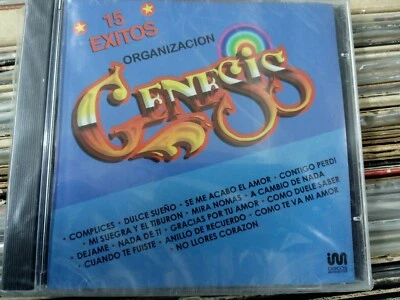 15
EXITOS
ORGANIZACION
GENESIS
· COMPLICES · DULCE SUEÑO · SE ME ACABO EL AMOR · CONTIGO PERDI
· MI SUEGRA Y EL TIBURON · MIRA NOMAS · A CAMBIO DE NADA
· DEJAME · NADA DE TI · GRACIAS POR TU AMOR · COMO DUELE SABER
· CUANDO TE FUISTE · ANILLO DE RECUERDO · COMO TE VA MI AMOR
· NO LLORES CORAZON